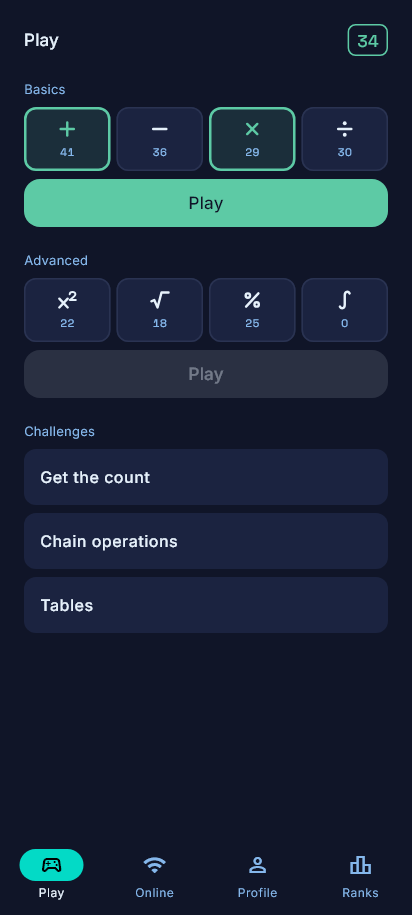 Play 34
Basics
+ − × ÷
41 36 29 30
Play
Advanced
x² √ % ∫
22 18 25 0
Play
Challenges
Get the count
Chain operations
Tables
Play Online Profile Ranks